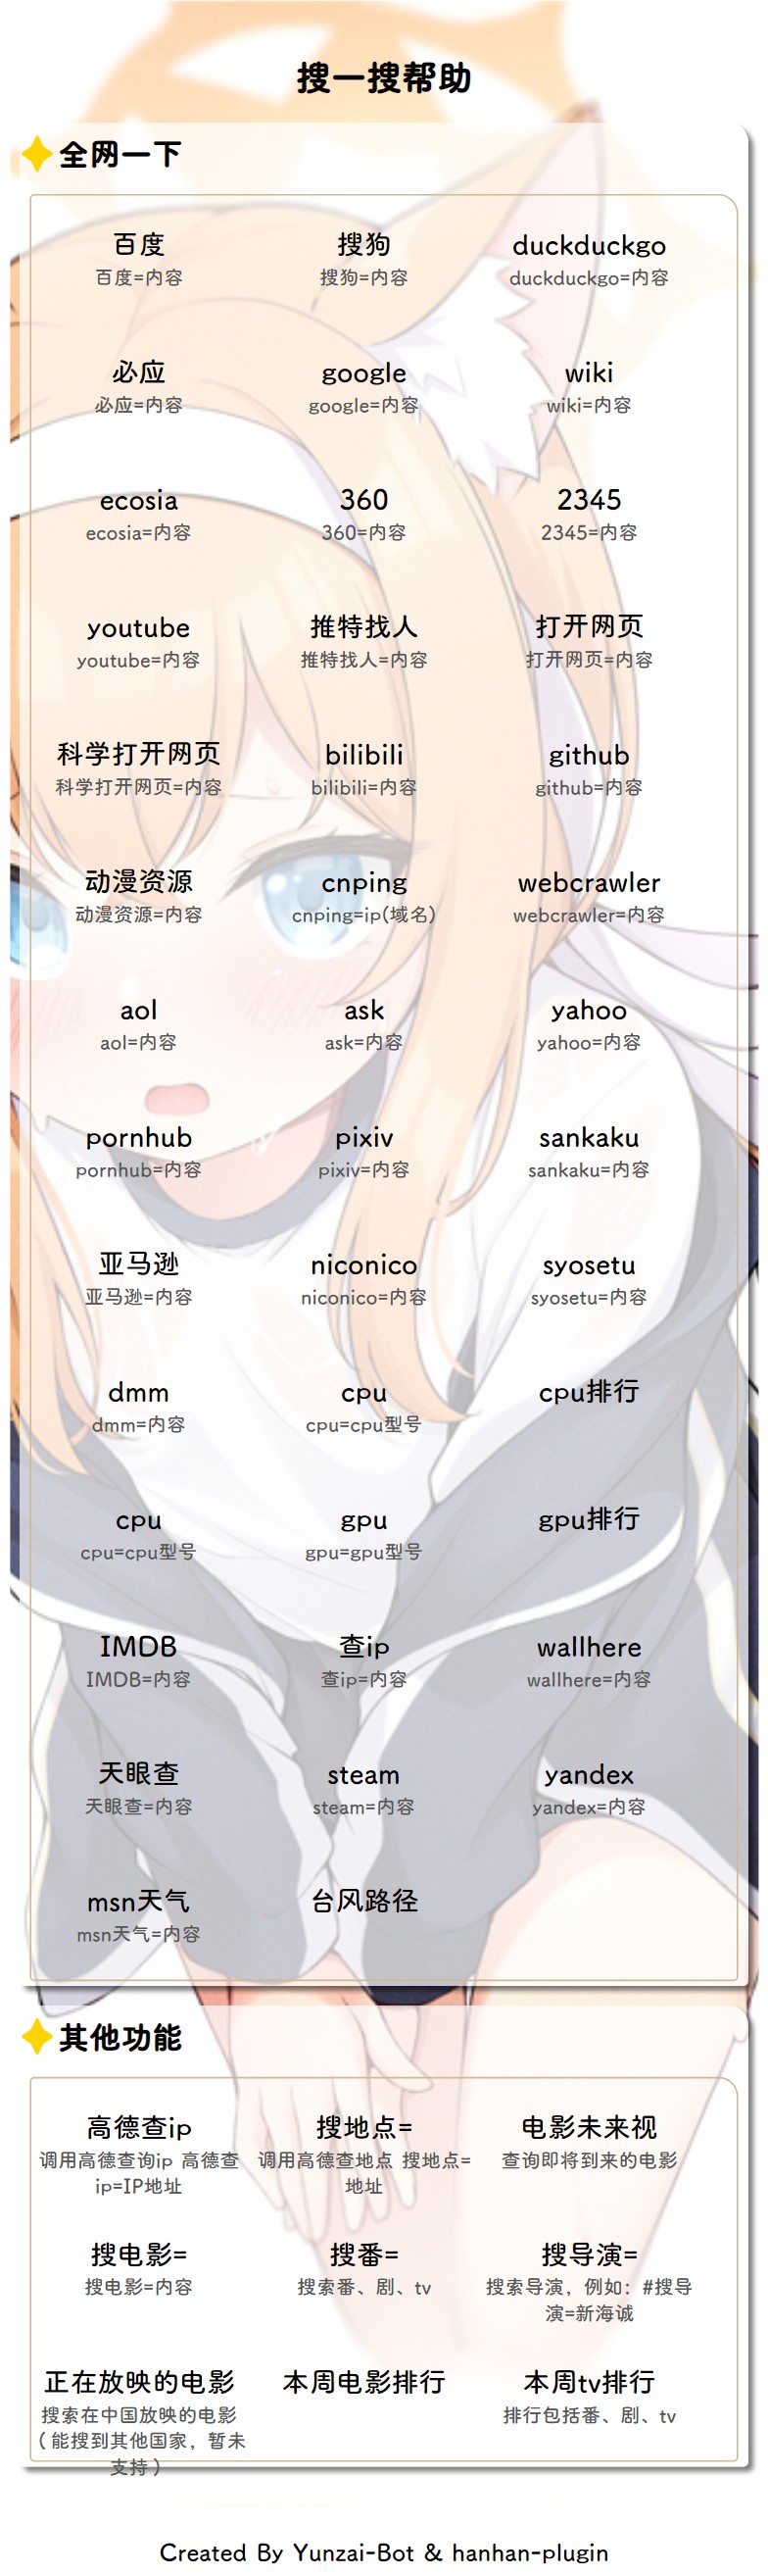 搜一搜帮助
全网一下
百度 搜狗 duckduckgo
百度=内容 搜狗=内容 duckduckgo=内容
必应 google wiki
必应=内容 google=内容 wiki=内容
ecosia 360 2345
ecosia=内容 360=内容 2345=内容
youtube 推特找人 打开网页
youtube=内容 推特找人=内容 打开网页=内容
科学打开网页 bilibili github
科学打开网页=内容 bilibili=内容 github=内容
动漫资源 cnping webcrawler
动漫资源=内容 cnping=ip(域名) webcrawler=内容
aol ask yahoo
aol=内容 ask=内容 yahoo=内容
pornhub pixiv sankaku
pornhub=内容 pixiv=内容 sankaku=内容
亚马逊 niconico syosetu
亚马逊=内容 niconico=内容 syosetu=内容
dmm cpu cpu排行
dmm=内容 cpu=cpu型号
cpu gpu gpu排行
cpu=cpu型号 gpu=gpu型号
IMDB 查ip wallhere
IMDB=内容 查ip=内容 wallhere=内容
天眼查 steam yandex
天眼查=内容 steam=内容 yandex=内容
msn天气 台风路径
msn天气=内容
其他功能
高德查ip 搜地点= 电影未来视
调用高德查询ip 高德查 调用高德查地点 搜地点= 查询即将到来的电影
ip=IP地址 地址
搜电影= 搜番= 搜导演=
搜电影=内容 搜索番、剧、tv 搜索导演，例如：#搜导
演=新海诚
正在放映的电影 本周电影排行 本周tv排行
搜索在中国放映的电影 排行包括番、剧、tv
（能搜到其他国家，暂未
支持）
Created By Yunzai-Bot & hanhan-plugin